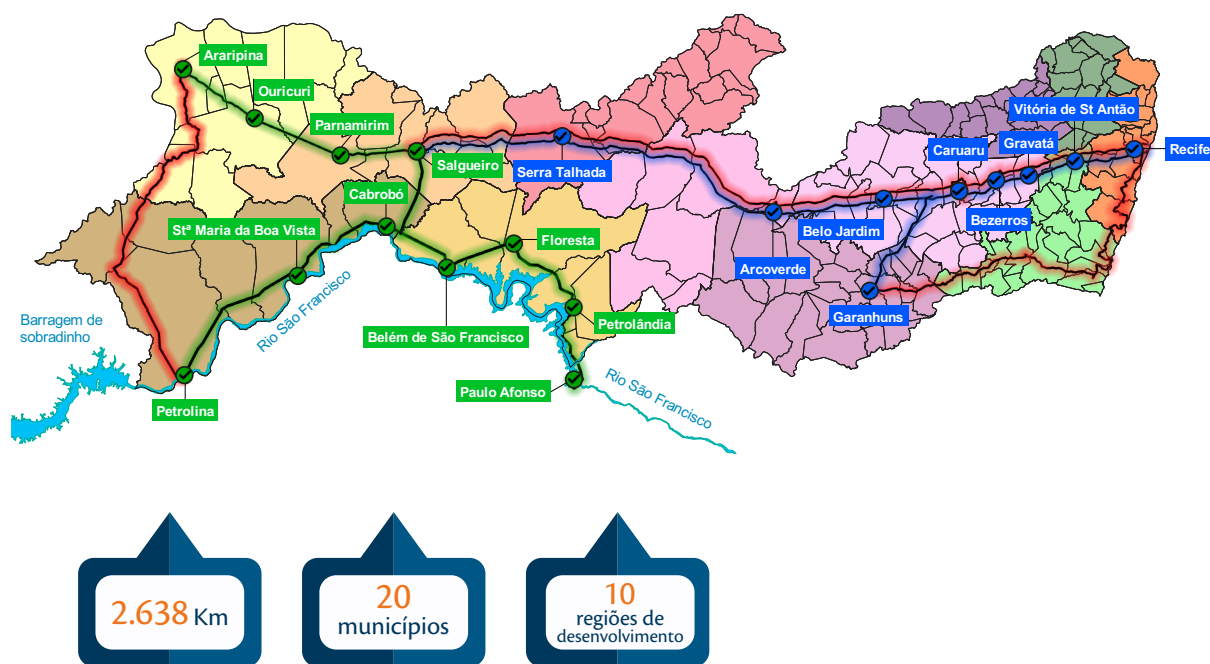 Araripina
Ouricuri
Parnamirim
Salgueiro
Serra Talhada
Cabrobó
Stª Maria da Boa Vista
Floresta
Belém de São Francisco
Petrolândia
Paulo Afonso
Petrolina
Barragem de
sobradinho
Rio São Francisco
Rio São Francisco
Vitória de St Antão
Caruaru
Gravatá
Recife
Bezerros
Belo Jardim
Arcoverde
Garanhuns
2.638 Km
20
municípios
10
regiões de
desenvolvimento